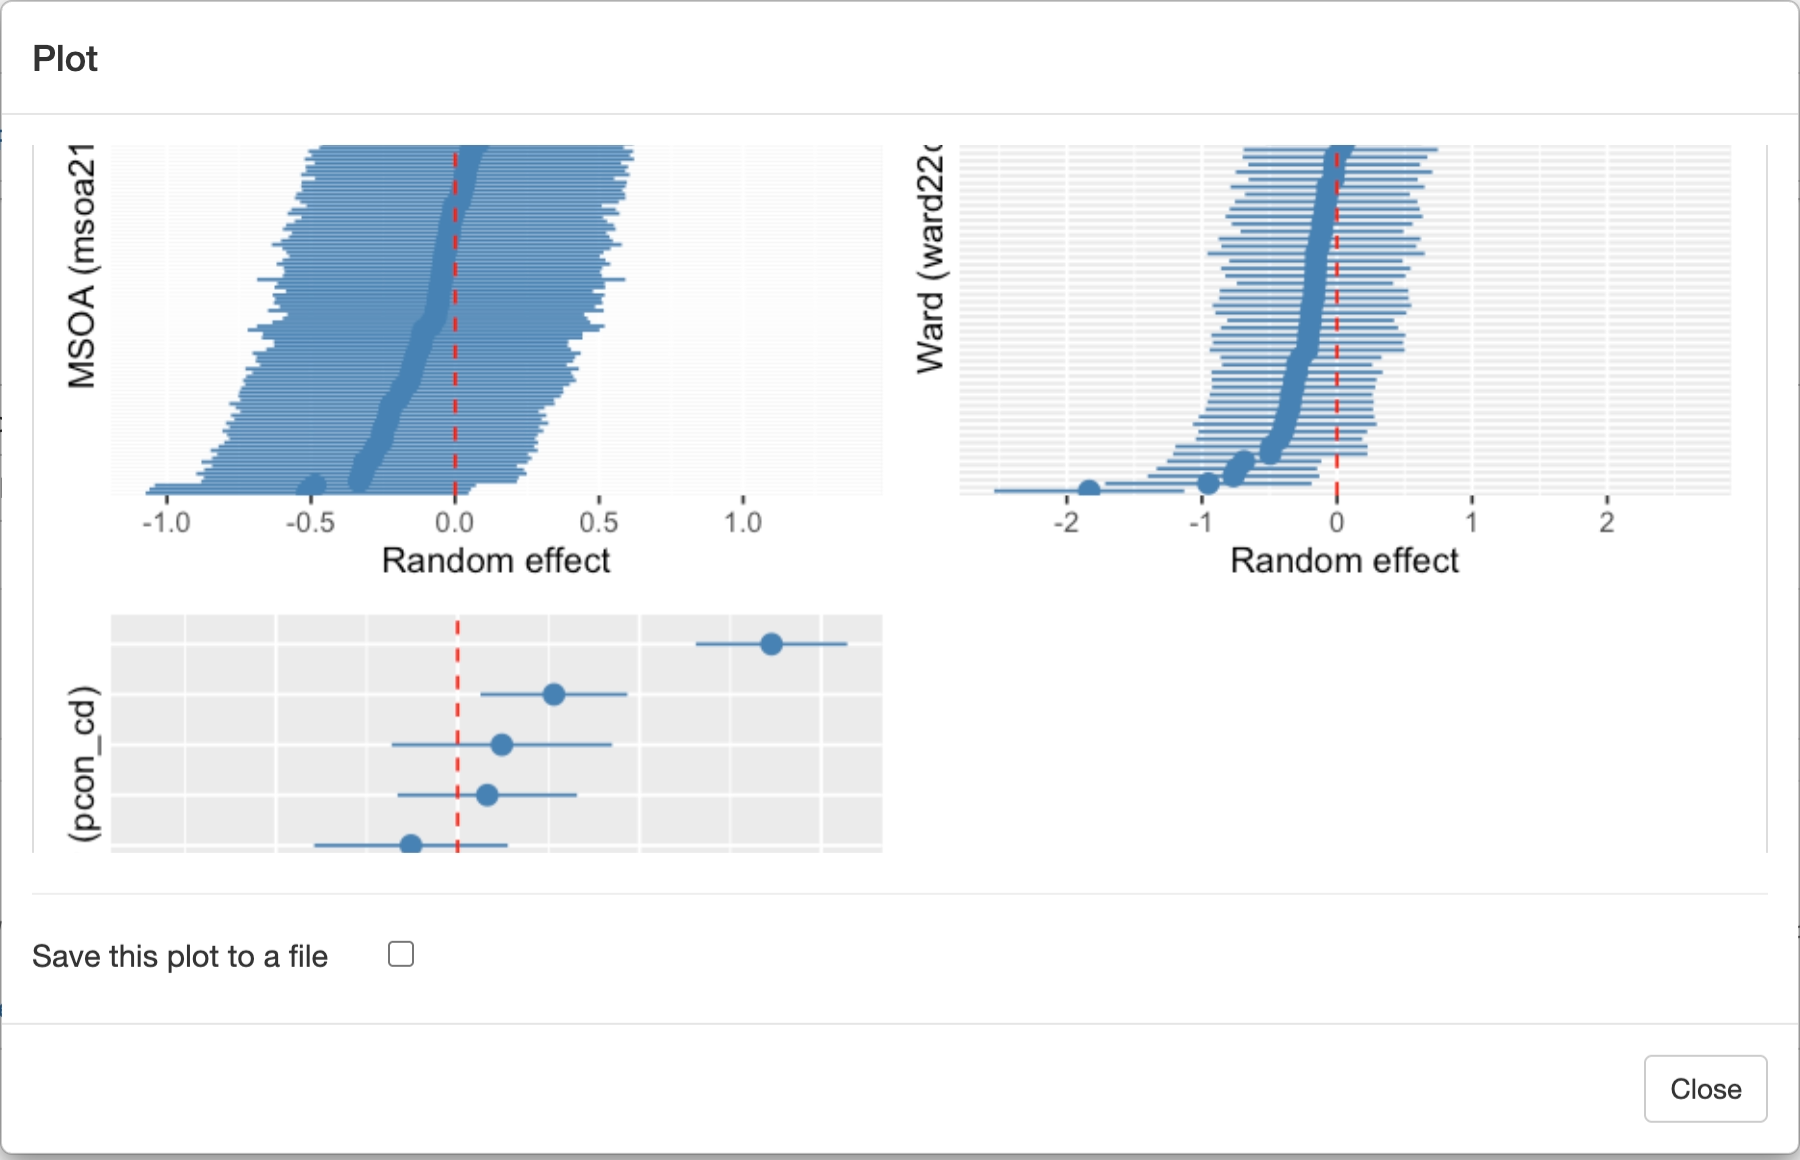 Plot
MSOA (msoa21
-1.0 -0.5 0.0 0.5 1.0
Random effect
Ward (ward22
-2 -1 0 1 2
Random effect
(pcon_cd)
Save this plot to a file
Close